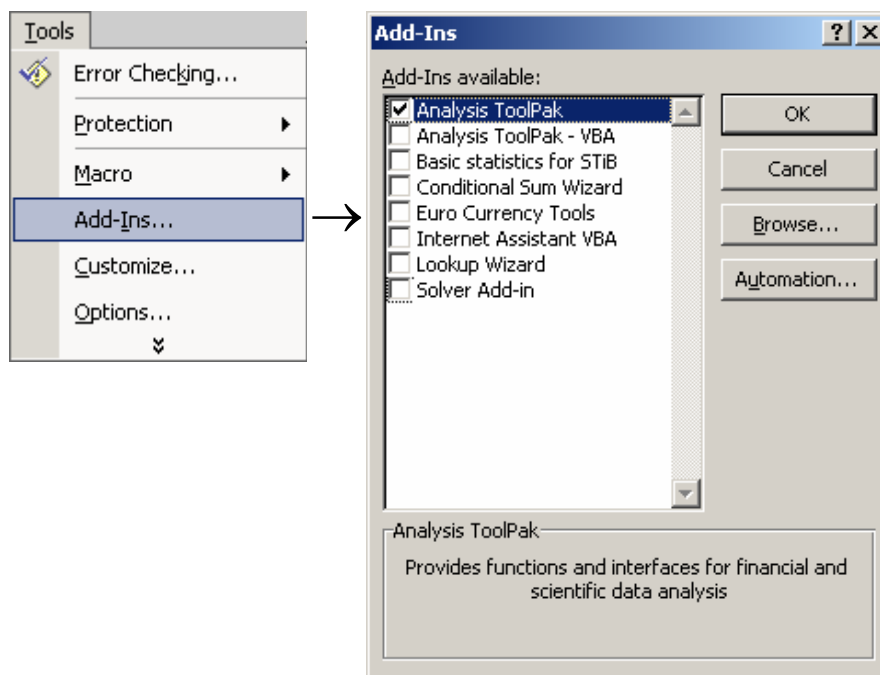 Tools
Error Checking...
Protection
Macro
Add-Ins...
Customize...
Options...
Add-Ins
Add-Ins available:
Analysis ToolPak
Analysis ToolPak - VBA
Basic statistics for STiB
Conditional Sum Wizard
Euro Currency Tools
Internet Assistant VBA
Lookup Wizard
Solver Add-in
OK
Cancel
Browse...
Automation...
Analysis ToolPak
Provides functions and interfaces for financial and
scientific data analysis